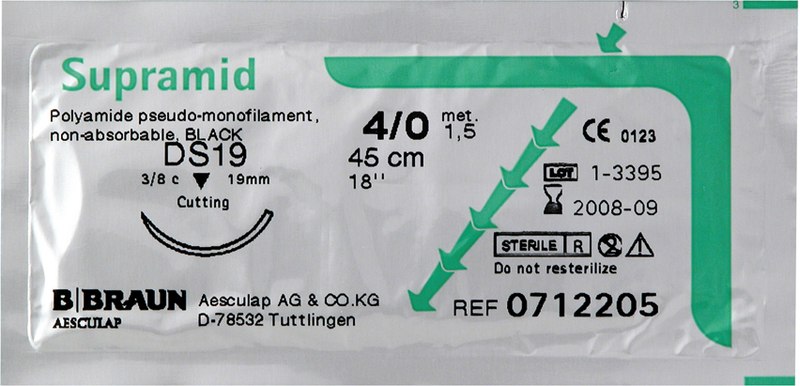 3
Supramid
Polyamide pseudo-monofilament,
non-absorbable, BLACK
DS19
3/8 c 19mm
Cutting
4/0 met. 1,5
45 cm
18''
CE 0123
LOT 1-3395
2008-09
STERILE R 2
Do not resterilize
B|BRAUN
AESCULAP
Aesculap AG & CO.KG
D-78532 Tuttlingen
REF 0712205